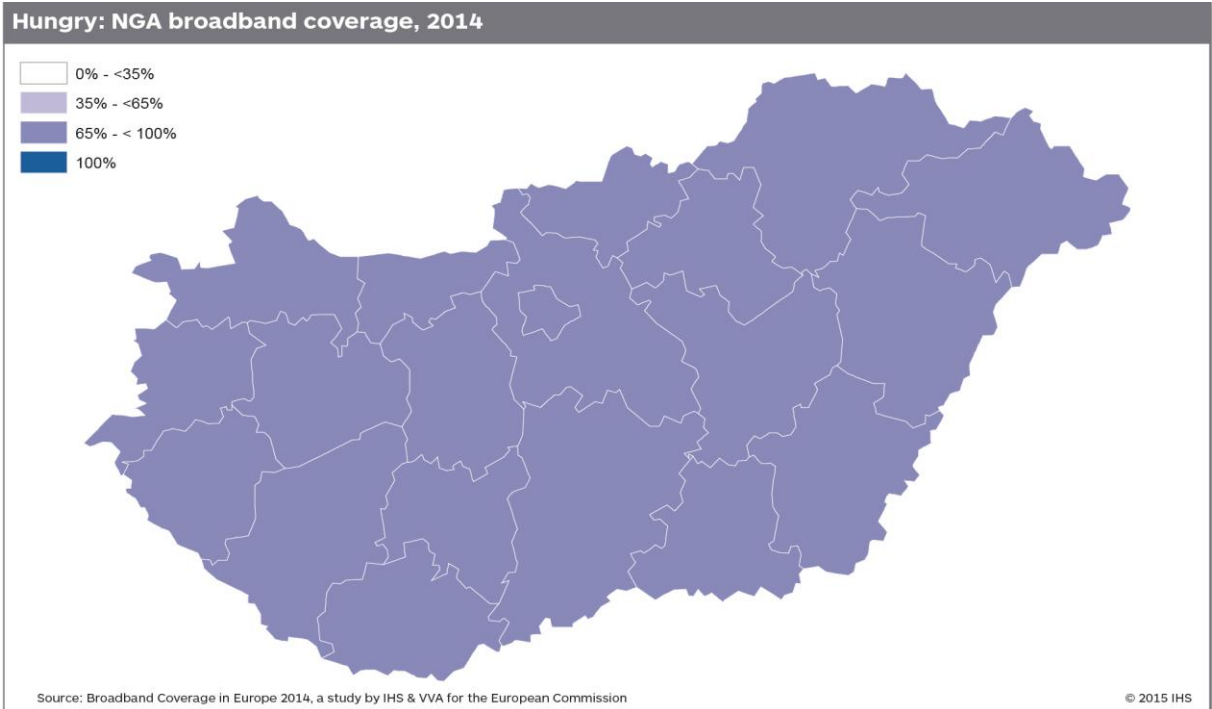 Hungry: NGA broadband coverage, 2014
0% - <35%
35% - <65%
65% - < 100%
100%
Source: Broadband Coverage in Europe 2014, a study by IHS & VVA for the European Commission
© 2015 IHS